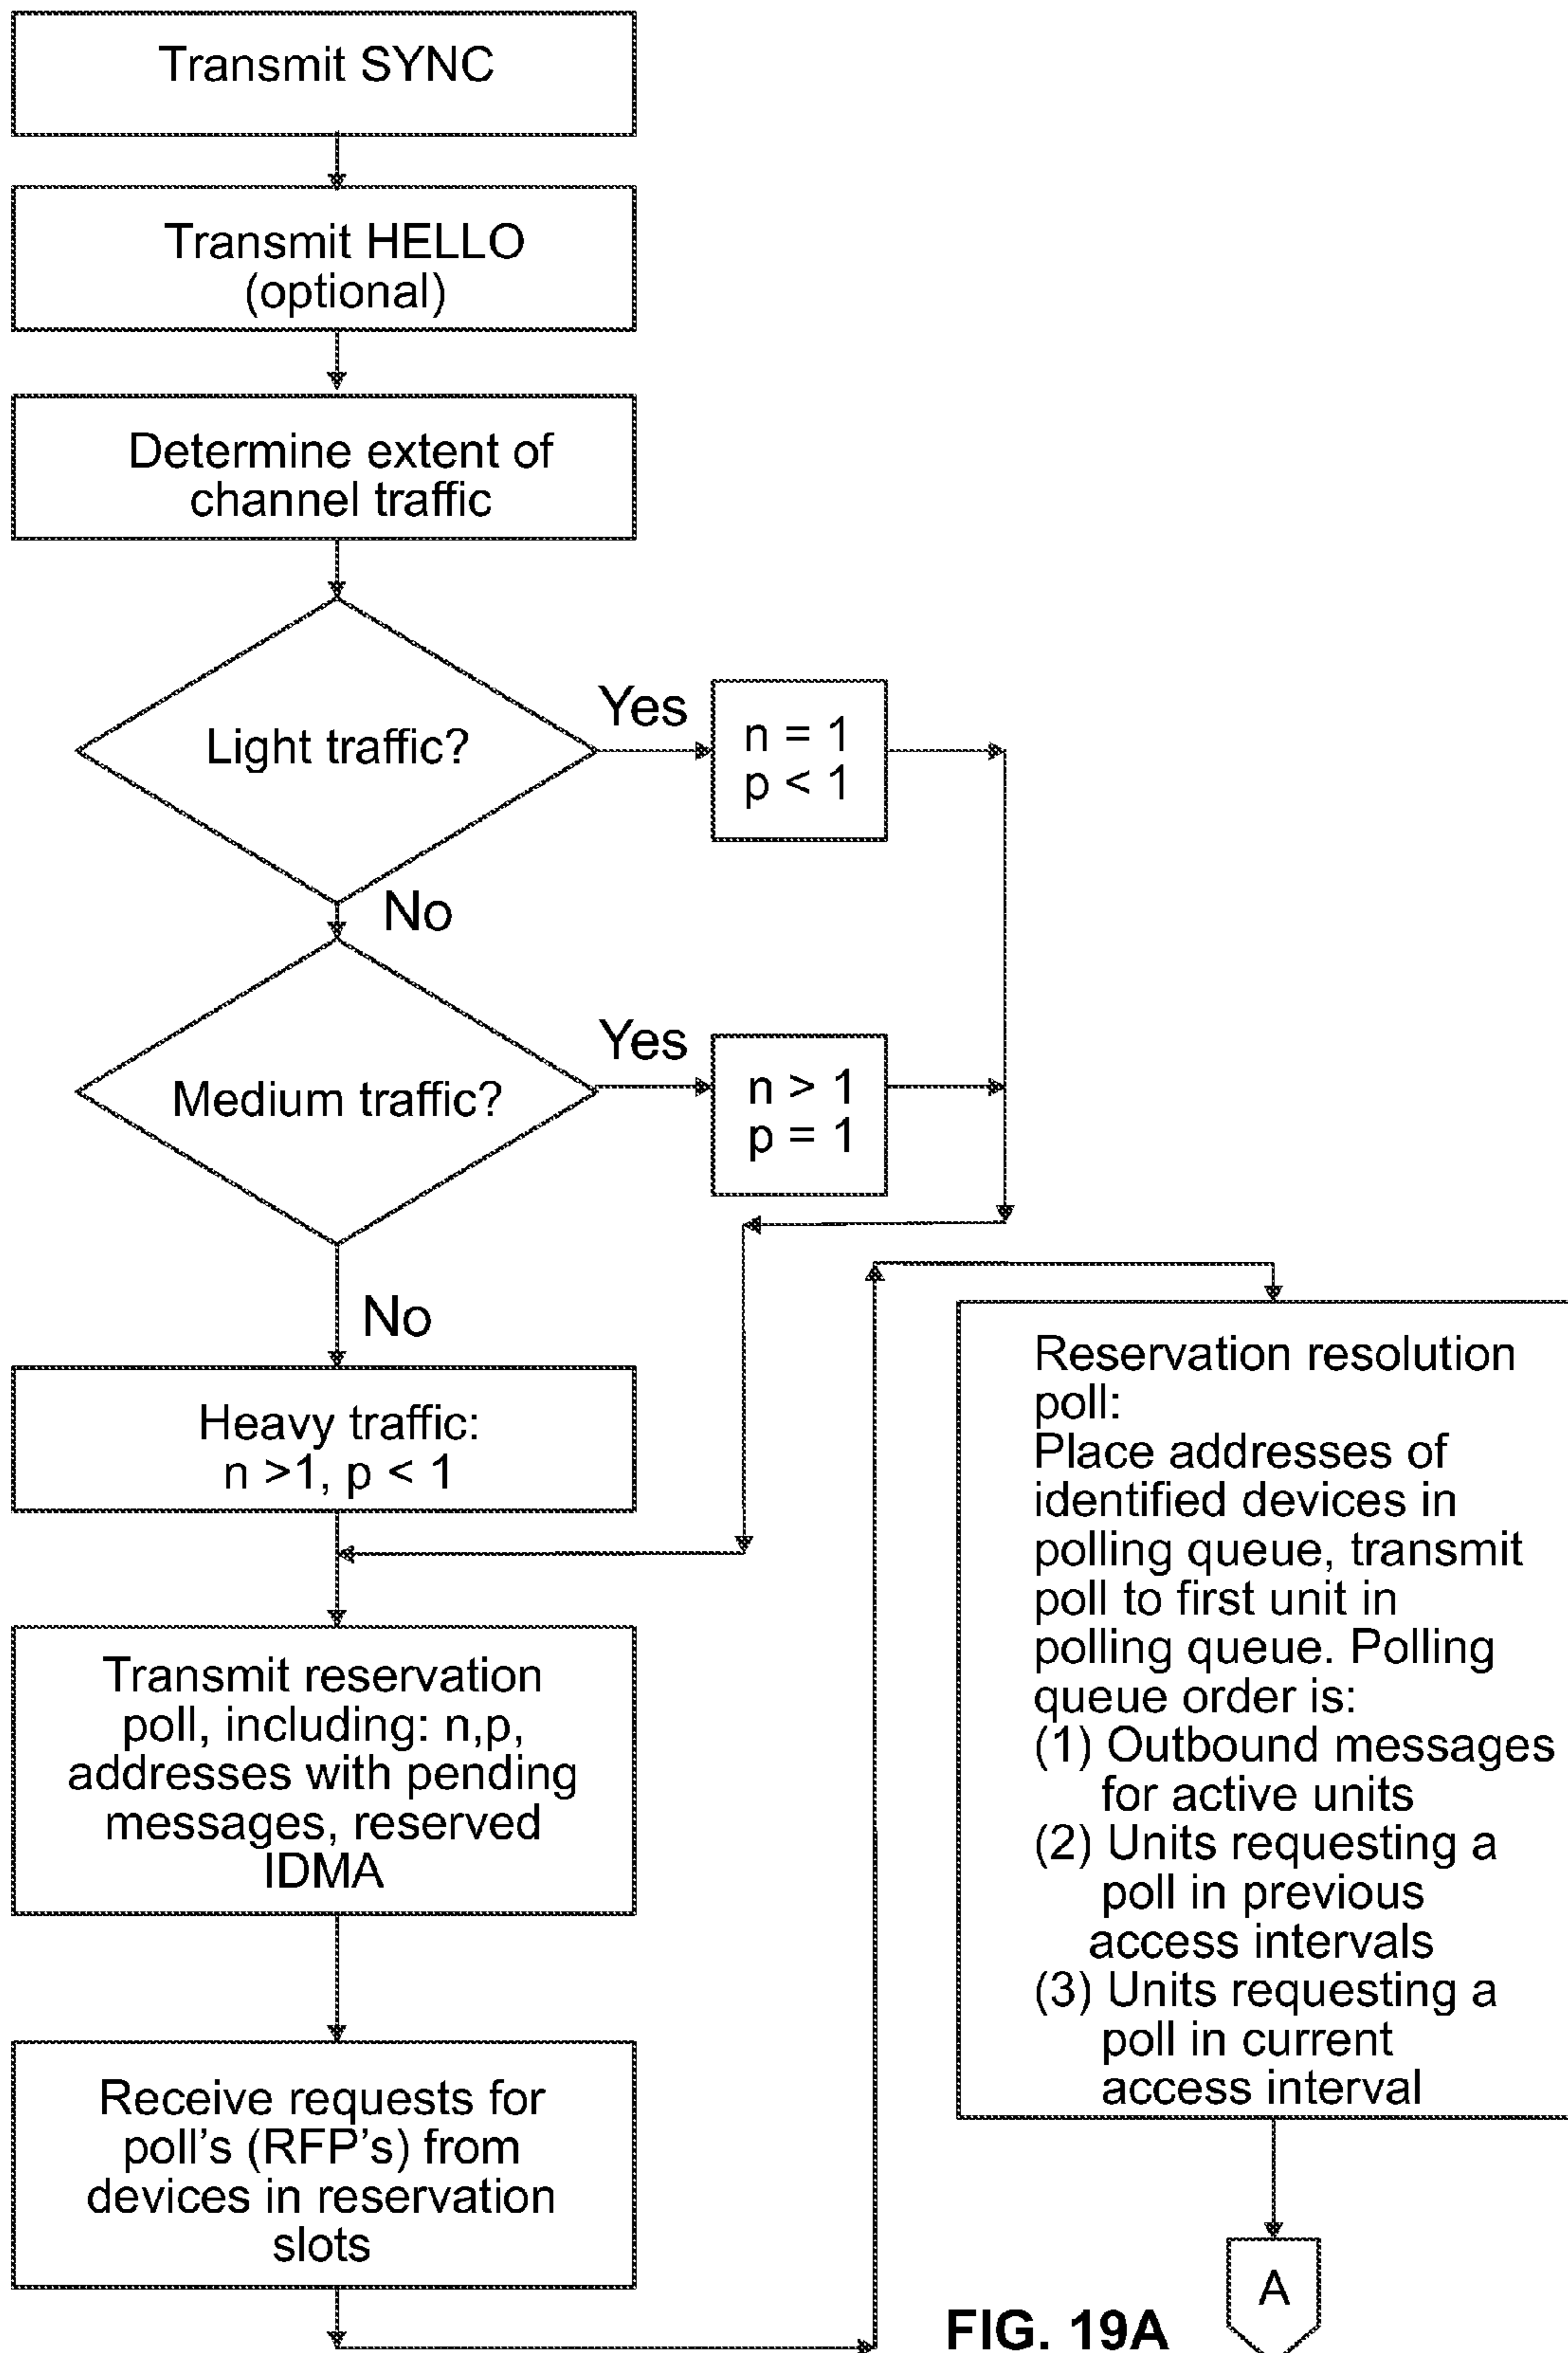 Transmit SYNC
Transmit HELLO
(optional)
Determine extent of
channel traffic
Light traffic?
Yes
n = 1
p < 1
No
Medium traffic?
Yes
n > 1
p = 1
No
Heavy traffic:
n >1, p < 1
Transmit reservation
poll, including: n,p,
addresses with pending
messages, reserved
IDMA
Receive requests for
poll's (RFP's) from
devices in reservation
slots
Reservation resolution
poll:
Place addresses of
identified devices in
polling queue, transmit
poll to first unit in
polling queue. Polling
queue order is:
(1) Outbound messages
for active units
(2) Units requesting a
poll in previous
access intervals
(3) Units requesting a
poll in current
access interval
A
FIG. 19A